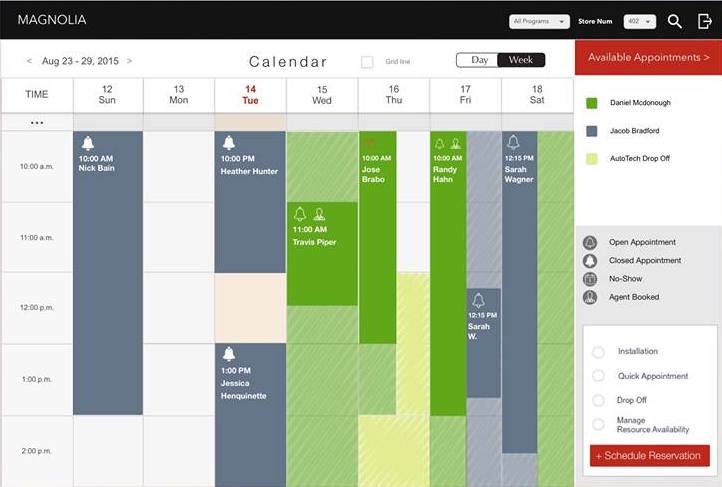 MAGNOLIA
All Programs
Store Num
402
< Aug 23 - 29, 2015 >
Calendar
Grid line
Day
Week
Available Appointments >
TIME
12
Sun
13
Mon
14
Tue
15
Wed
16
Thu
17
Fri
18
Sat
...
10:00 a.m.
11:00 a.m.
12:00 p.m.
1:00 p.m.
2:00 p.m.
10:00 AM
Nick Bain
10:00 PM
Heather Hunter
1:00 PM
Jessica
Henquinette
11:00 AM
Travis Piper
10:00 AM
Jose
Brabo
10:00 AM
Randy
Hahn
12:15 PM
Sarah
W.
12:15 PM
Sarah
Wagner
Daniel Mcdonough
Jacob Bradford
AutoTech Drop Off
Open Appointment
Closed Appointment
No-Show
Agent Booked
Installation
Quick Appointment
Drop Off
Manage
Resource Availability
+ Schedule Reservation